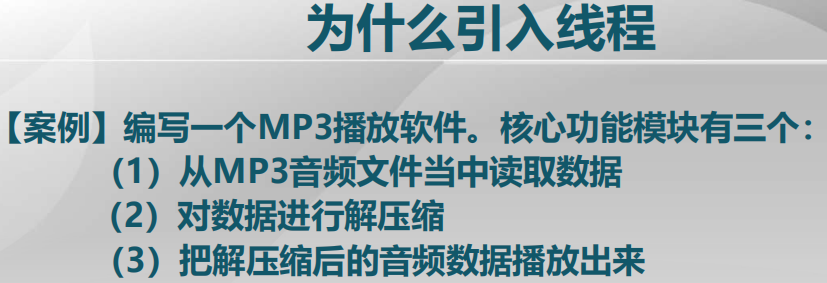 为什么引入线程
【案例】编写一个MP3播放软件。核心功能模块有三个：
（1）从MP3音频文件当中读取数据
（2）对数据进行解压缩
（3）把解压缩后的音频数据播放出来